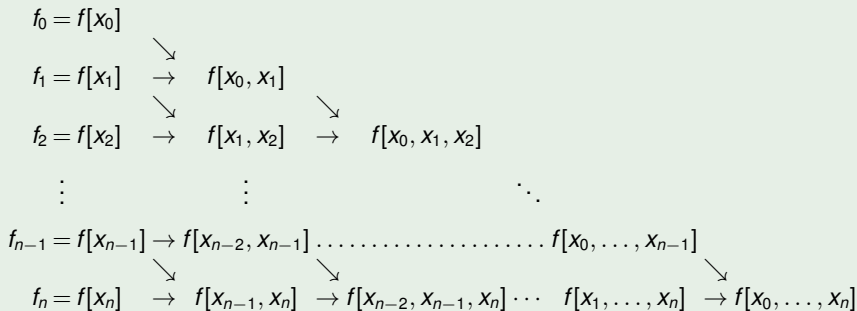 f₀ = f[x₀]
↘
f₁ = f[x₁] → f[x₀, x₁]
↘ ↘
f₂ = f[x₂] → f[x₁, x₂] → f[x₀, x₁, x₂]
⋮ ⋮ ⋱
fₙ₋₁ = f[xₙ₋₁] → f[xₙ₋₂, xₙ₋₁] ...................... f[x₀, ..., xₙ₋₁]
↘ ↘ ↘
fₙ = f[xₙ] → f[xₙ₋₁, xₙ] → f[xₙ₋₂, xₙ₋₁, xₙ] ⋯ f[x₁, ..., xₙ] → f[x₀, ..., xₙ]